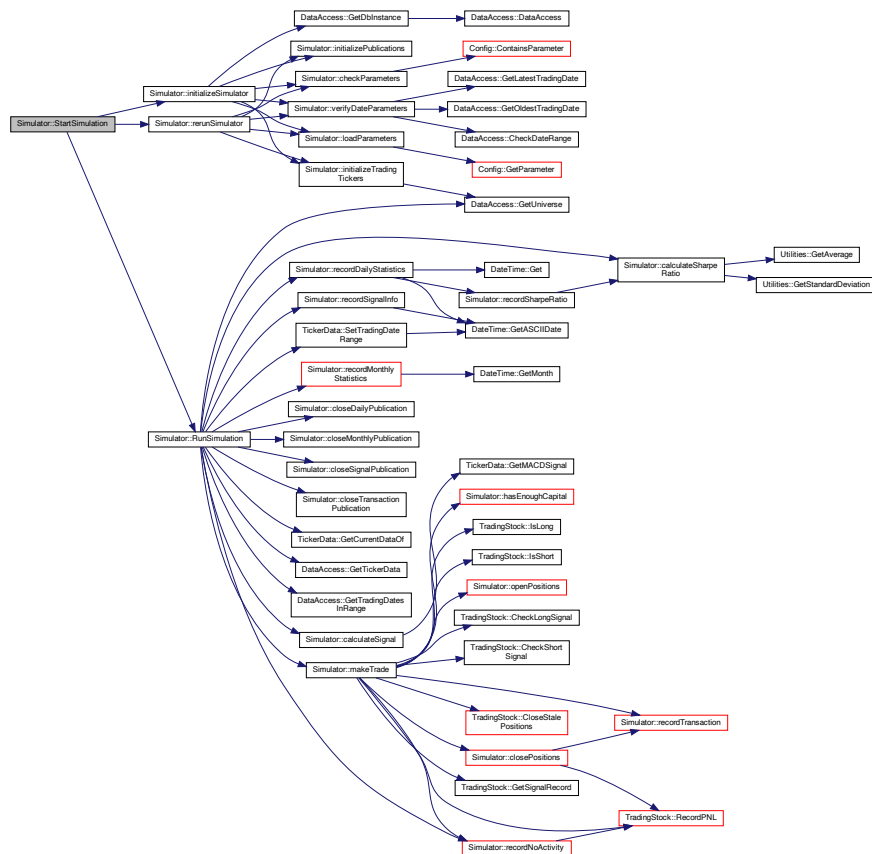 DataAccess::GetDbInstance
DataAccess::DataAccess
Simulator::initializePublications
Config::ContainsParameter
Simulator::checkParameters
DataAccess::GetLatestTradingDate
Simulator::initializeSimulator
Simulator::verifyDateParameters
DataAccess::GetOldestTradingDate
Simulator::StartSimulation
Simulator::rerunSimulator
Simulator::loadParameters
DataAccess::CheckDateRange
Simulator::initializeTrading
Tickers
Config::GetParameter
DataAccess::GetUniverse
Simulator::recordDailyStatistics
DateTime::Get
Simulator::calculateSharpe
Ratio
Utilities::GetAverage
Utilities::GetStandardDeviation
Simulator::recordSignalInfo
Simulator::recordSharpeRatio
TickerData::SetTradingDate
Range
DateTime::GetASCIIDate
Simulator::recordMonthly
Statistics
DateTime::GetMonth
Simulator::closeDailyPublication
Simulator::RunSimulation
Simulator::closeMonthlyPublication
Simulator::closeSignalPublication
TickerData::GetMACDSignal
Simulator::closeTransaction
Publication
Simulator::hasEnoughCapital
TickerData::GetCurrentDataOf
TradingStock::IsLong
DataAccess::GetTickerData
TradingStock::IsShort
DataAccess::GetTradingDates
InRange
Simulator::openPositions
Simulator::calculateSignal
TradingStock::CheckLongSignal
Simulator::makeTrade
TradingStock::CheckShort
Signal
TradingStock::CloseStale
Positions
Simulator::recordTransaction
Simulator::closePositions
TradingStock::GetSignalRecord
TradingStock::RecordPNL
Simulator::recordNoActivity